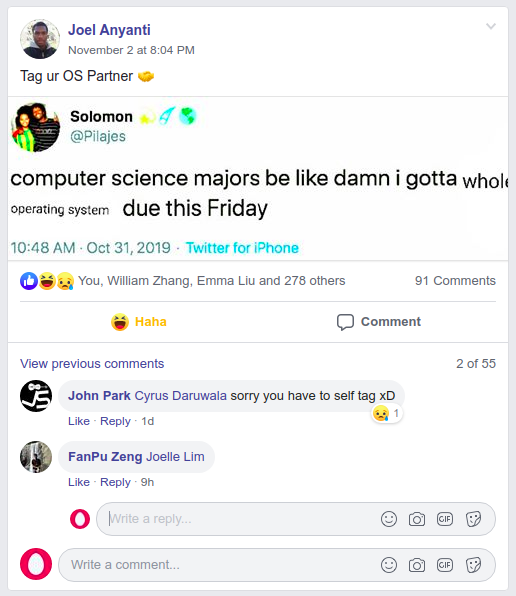 Joel Anyanti
November 2 at 8:04 PM
Tag ur OS Partner
Solomon
@Pilajes
computer science majors be like damn i gotta whole
operating system due this Friday
10:48 AM · Oct 31, 2019 · Twitter for iPhone
You, William Zhang, Emma Liu and 278 others 91 Comments
Haha Comment
View previous comments 2 of 55
John Park Cyrus Daruwala sorry you have to self tag xD
1
Like · Reply · 1d
FanPu Zeng Joelle Lim
Like · Reply · 9h
Write a reply... GIF
Write a comment... GIF